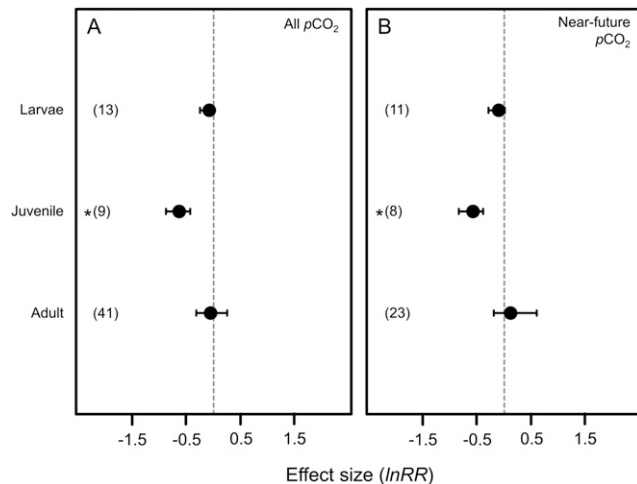 A
All pCO₂
B
Near-future
pCO₂
Larvae
(13)
(11)
Juvenile
*(9)
*(8)
Adult
(41)
(23)
-1.5 -0.5 0.5 1.5
-1.5 -0.5 0.5 1.5
Effect size (lnRR)